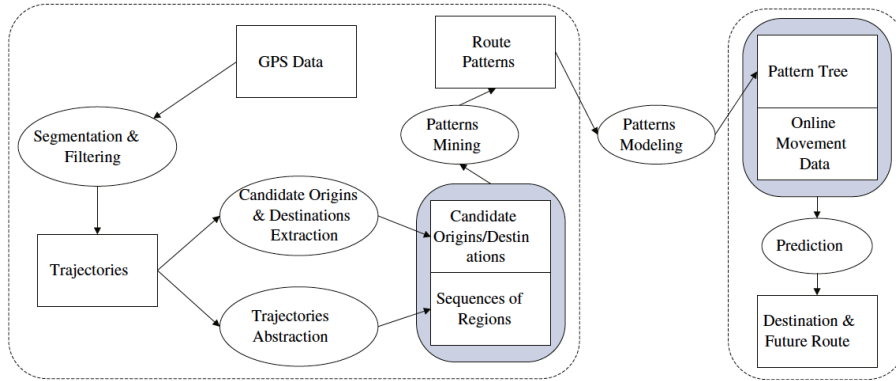 GPS Data
Segmentation &
Filtering
Trajectories
Candidate Origins
& Destinations
Extraction
Trajectories
Abstraction
Candidate
Origins/Destin
ations
Sequences of
Regions
Patterns
Mining
Route
Patterns
Patterns
Modeling
Pattern Tree
Online
Movement
Data
Prediction
Destination &
Future Route